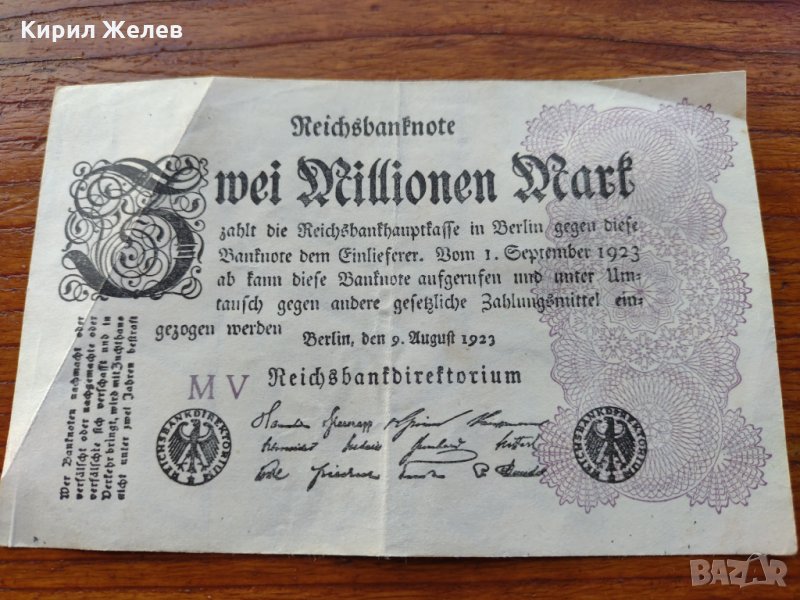 Кирил Желев
Reichsbanknote
Zwei Millionen Mark
zahlt die Reichsbankhauptkasse in Berlin gegen diese
Banknote dem Einlieferer. Vom 1. September 1923
ab kann diese Banknote aufgerufen und unter Um-
tausch gegen andere gesetzliche Zahlungsmittel ein-
gezogen werden
Berlin, den 9. August 1923
MV Reichsbankdirektorium
Wer Banknoten nachmacht oder
verfälscht oder nachgemachte oder
verfälschte sich verschafft und in
Verkehr bringt, wird mit Zuchthaus
nicht unter zwei Jahren bestraft
REICHSBANKDIREKTORIUM
REICHSBANKDIREKTORIUM
BAZAR